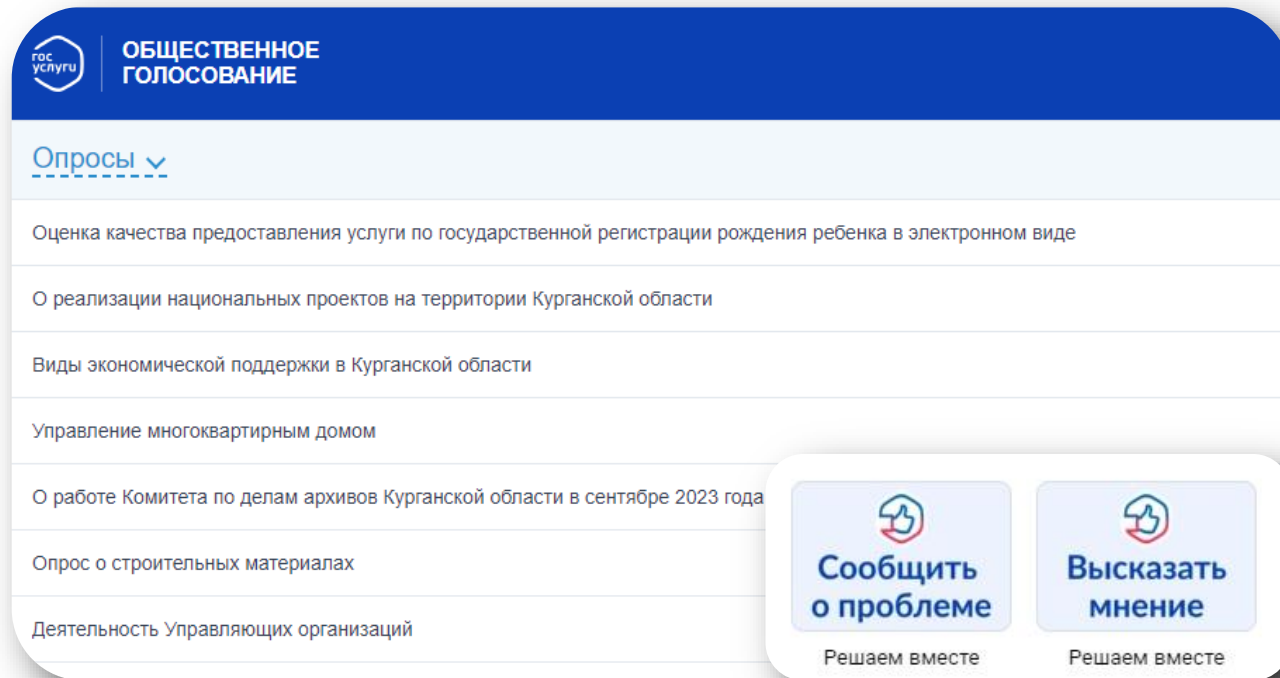 гос
услуги
ОБЩЕСТВЕННОЕ
ГОЛОСОВАНИЕ
Опросы
Оценка качества предоставления услуги по государственной регистрации рождения ребенка в электронном виде
О реализации национальных проектов на территории Курганской области
Виды экономической поддержки в Курганской области
Управление многоквартирным домом
О работе Комитета по делам архивов Курганской области в сентябре 2023 года
Опрос о строительных материалах
Деятельность Управляющих организаций
Сообщить
о проблеме
Решаем вместе
Высказать
мнение
Решаем вместе